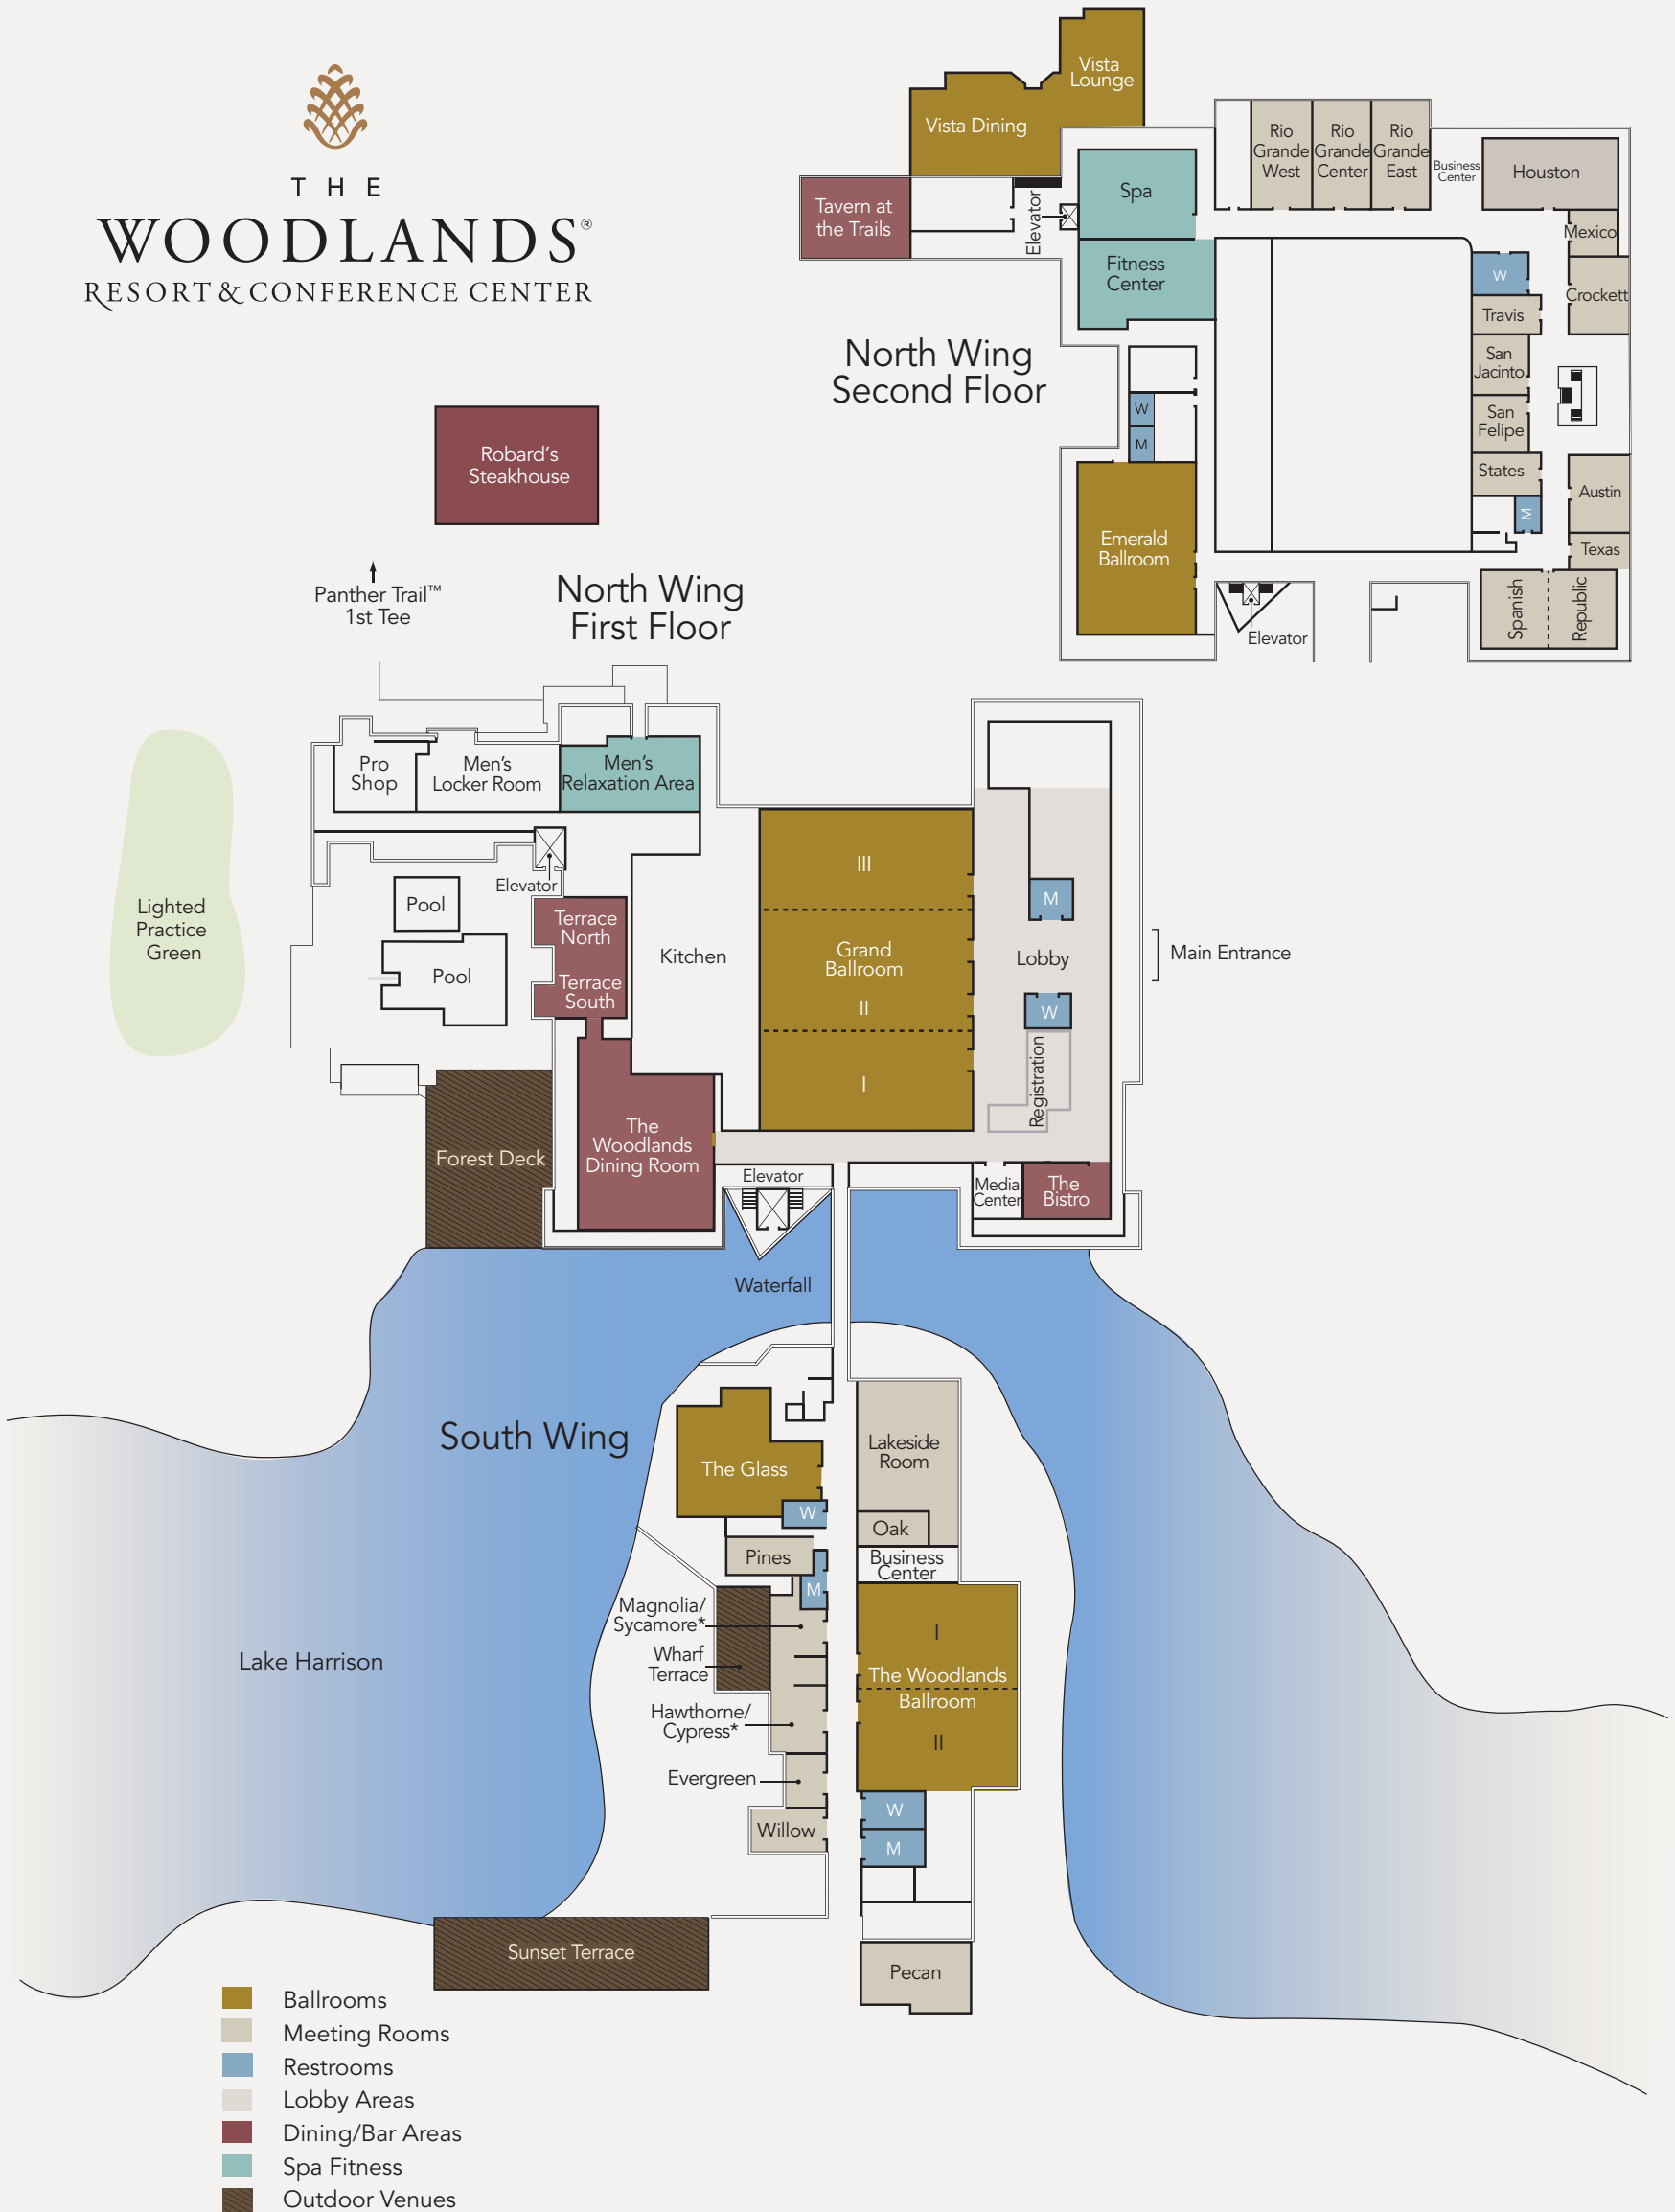 THE
WOODLANDS®
RESORT & CONFERENCE CENTER
Vista
Lounge
Vista Dining
Tavern at
the Trails
Elevator
Spa
Fitness
Center
Rio
Grande
West
Rio
Grande
Center
Rio
Grande
East
Business
Center
Houston
Mexico
Crockett
W
Travis
San
Jacinto
San
Felipe
States
M
Austin
Texas
Spanish
Republic
North Wing
Second Floor
W
M
Emerald
Ballroom
Elevator
Robard's
Steakhouse
Panther Trail™
1st Tee
North Wing
First Floor
Pro
Shop
Men's
Locker Room
Men's
Relaxation Area
Elevator
Lighted
Practice
Green
Pool
Pool
Terrace
North
Terrace
South
Kitchen
III
Grand
Ballroom
II
I
M
Lobby
W
Registration
Main Entrance
Forest Deck
The
Woodlands
Dining Room
Elevator
Media
Center
The
Bistro
Waterfall
South Wing
The Glass
W
Lakeside
Room
Oak
Business
Center
Pines
M
Magnolia/
Sycamore*
Wharf
Terrace
Hawthorne/
Cypress*
Evergreen
Willow
I
The Woodlands
Ballroom
II
W
M
Lake Harrison
Sunset Terrace
Pecan
Ballrooms
Meeting Rooms
Restrooms
Lobby Areas
Dining/Bar Areas
Spa Fitness
Outdoor Venues